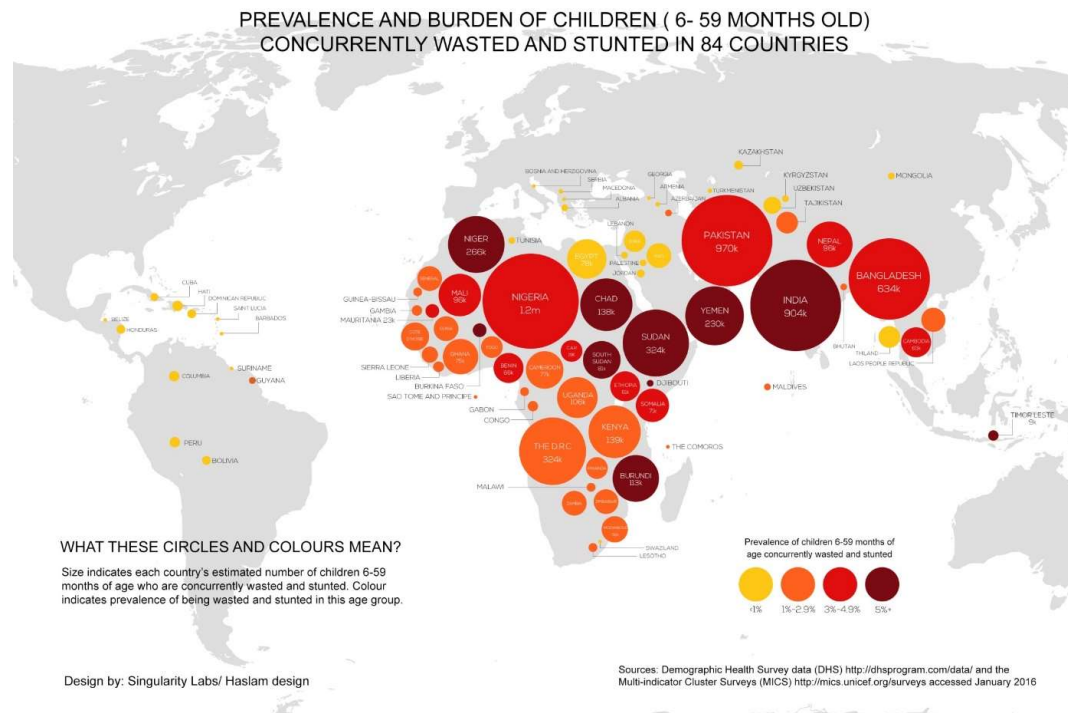 PREVALENCE AND BURDEN OF CHILDREN ( 6- 59 MONTHS OLD)
CONCURRENTLY WASTED AND STUNTED IN 84 COUNTRIES
KAZAKHSTAN
BOSNIA AND HERZIGOVNA
SERBIA
MACEDONIA
ALBANIA
GEORGIA
ARMENIA
AZERBAIJAN
TURKMENISTAN
KYRGYZSTAN
UZBEKISTAN
TAJIKISTAN
MONGOLIA
LEBANON
PALESTINE
JORDAN
NIGER
266k
TUNISIA
EGYPT
PAKISTAN
970k
NEPAL
96k
BANGLADESH
634k
GUINEA-BISSAU
GAMBIA
MAURITANIA 23k
MALI
96k
NIGERIA
1.2m
CHAD
138k
SUDAN
324k
YEMEN
230k
INDIA
904k
BHUTAN
THILAND
CAMBODIA
LAOS PEOPLE REPUBLIC
CUBA
HATI
DOMINICAN REPUBLIC
SAINT LUCIA
BARBADOS
BELIZE
HONDURAS
SURINAME
GUYANA
COLUMBIA
PERU
BOLIVIA
SIERRA LEONE
LIBERIA
BURKINA FASO
SAO TOME AND PRINCIPE
GHANA
BENIN
CAMEROON
CAR
SOUTH
SUDAN
ETHIOPIA
DJIBOUTI
SOMALIA
GABON
CONGO
UGANDA
106k
KENYA
139k
THE D.R.C
324k
BURUNDI
113k
MALAWI
THE COMOROS
MALDIVES
TIMOR LESTE
9k
SWAZILAND
LESOTHO
WHAT THESE CIRCLES AND COLOURS MEAN?
Size indicates each country's estimated number of children 6-59
months of age who are concurrently wasted and stunted. Colour
indicates prevalence of being wasted and stunted in this age group.
Prevalence of children 6-59 months of
age concurrently wasted and stunted
<1%
1%-2.9%
3%-4.9%
5%+
Design by: Singularity Labs/ Haslam design
Sources: Demographic Health Survey data (DHS) http://dhsprogram.com/data/ and the
Multi-indicator Cluster Surveys (MICS) http://mics.unicef.org/surveys accessed January 2016